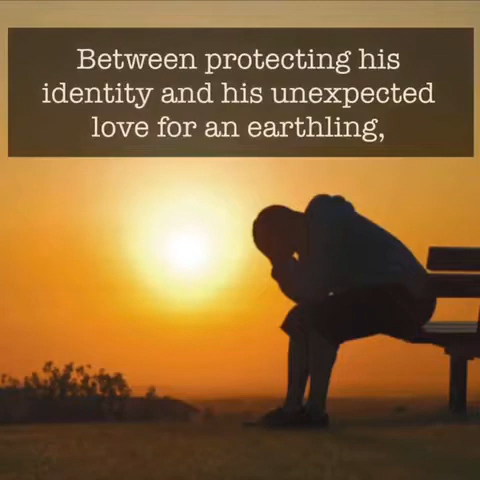 Between protecting his
identity and his unexpected
love for an earthling,